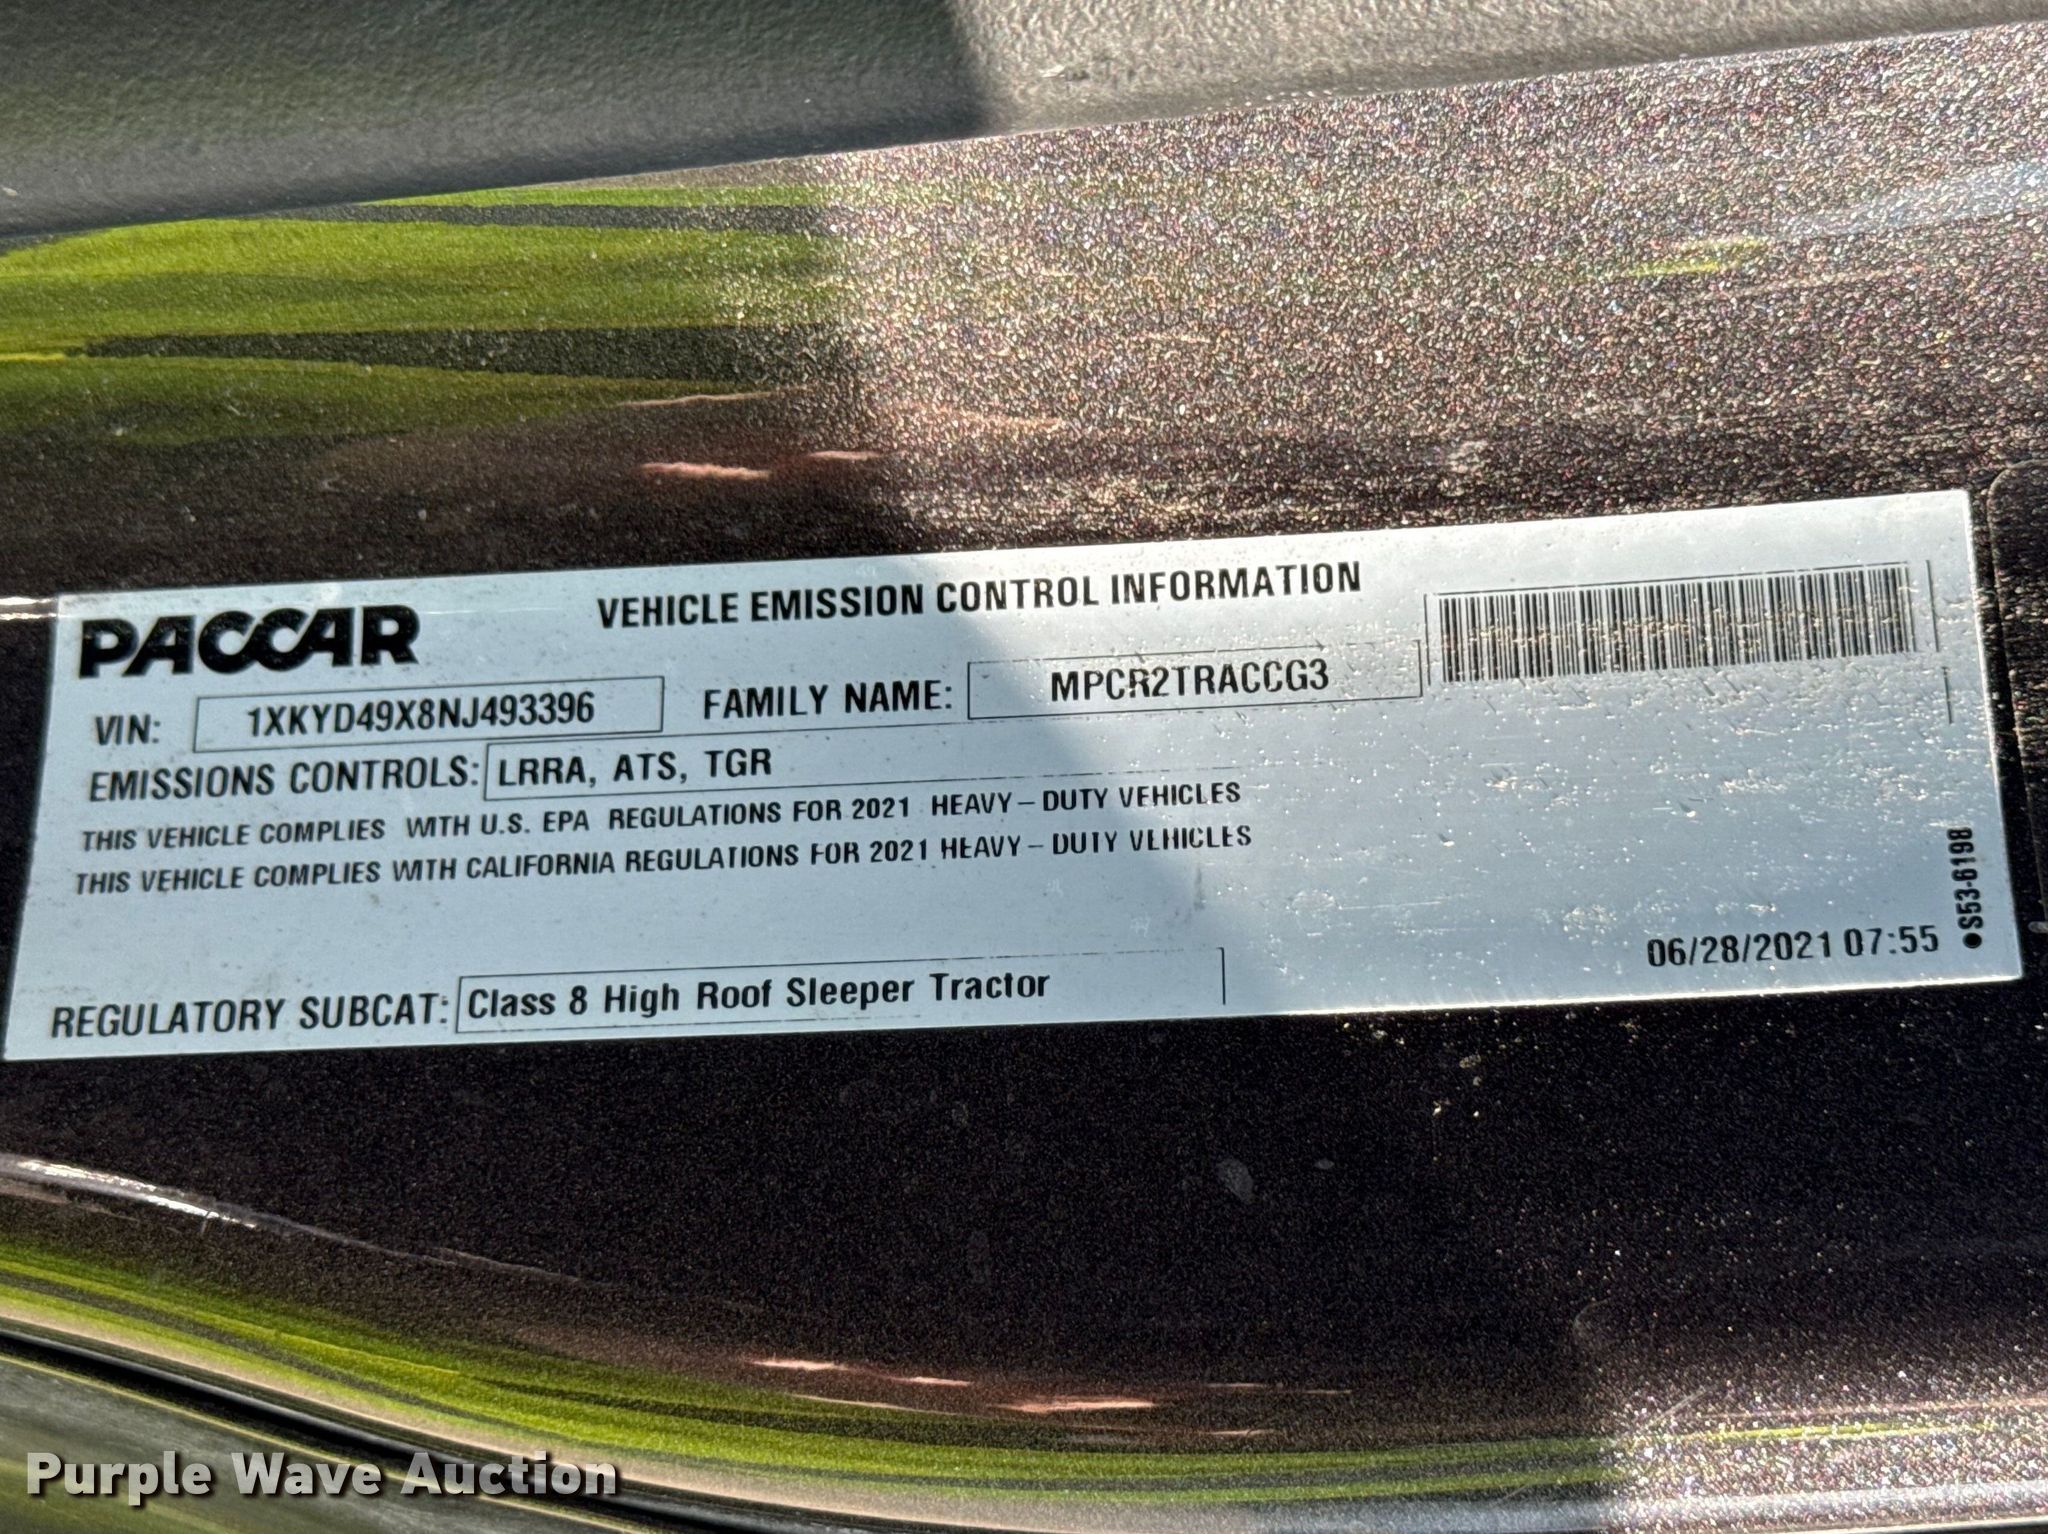 PACCAR
VEHICLE EMISSION CONTROL INFORMATION
VIN: 1XKYD49X8NJ493396 FAMILY NAME: MPCR2TRACCG3
EMISSIONS CONTROLS: LRRA, ATS, TGR
THIS VEHICLE COMPLIES WITH U.S. EPA REGULATIONS FOR 2021 HEAVY-DUTY VEHICLES
THIS VEHICLE COMPLIES WITH CALIFORNIA REGULATIONS FOR 2021 HEAVY-DUTY VEHICLES
REGULATORY SUBCAT: Class 8 High Roof Sleeper Tractor
06/28/2021 07:55
●S53-6198
Purple Wave Auction